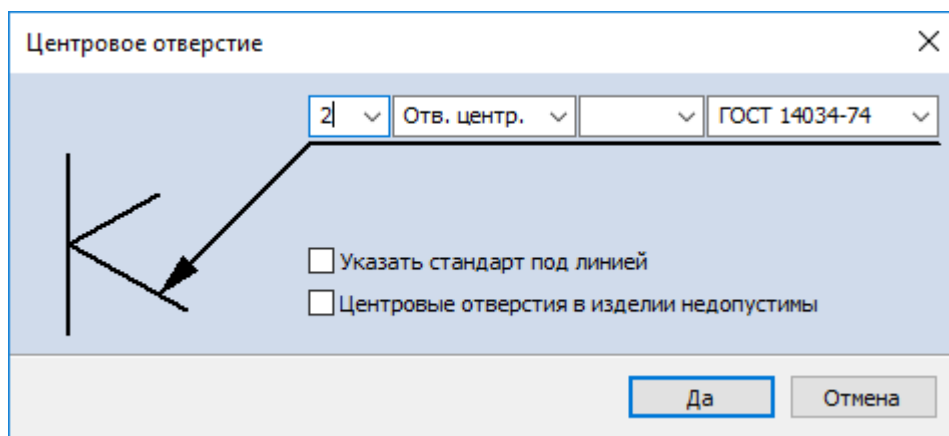 Центровое отверстие
2 Отв. центр. ГОСТ 14034-74
Указать стандарт под линией
Центровые отверстия в изделии недопустимы
Да Отмена